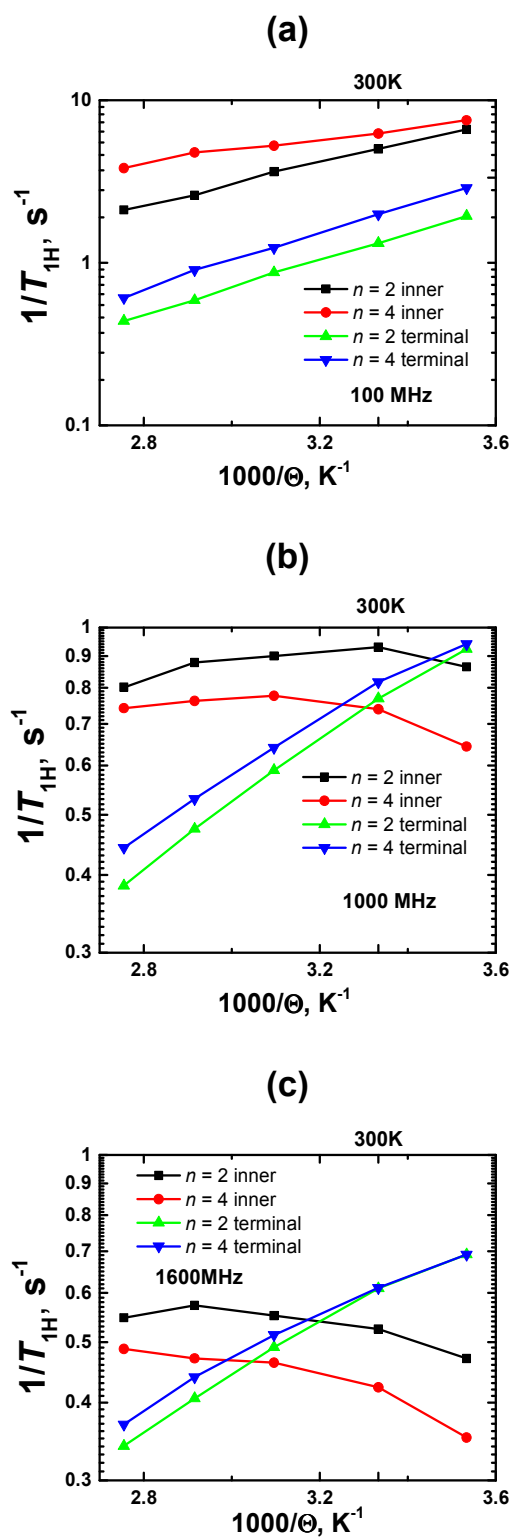 (a)
300K
10
1
0.1
1/T1H, s-1
n = 2 inner
n = 4 inner
n = 2 terminal
n = 4 terminal
100 MHz
2.8 3.2 3.6
1000/Θ, K-1
(b)
300K
1
0.9
0.8
0.7
0.6
0.5
0.4
0.3
1/T1H, s-1
n = 2 inner
n = 4 inner
n = 2 terminal
n = 4 terminal
1000 MHz
2.8 3.2 3.6
1000/Θ, K-1
(c)
300K
1
0.9
0.8
0.7
0.6
0.5
0.4
0.3
1/T1H, s-1
n = 2 inner
n = 4 inner
n = 2 terminal
n = 4 terminal
1600MHz
2.8 3.2 3.6
1000/Θ, K-1